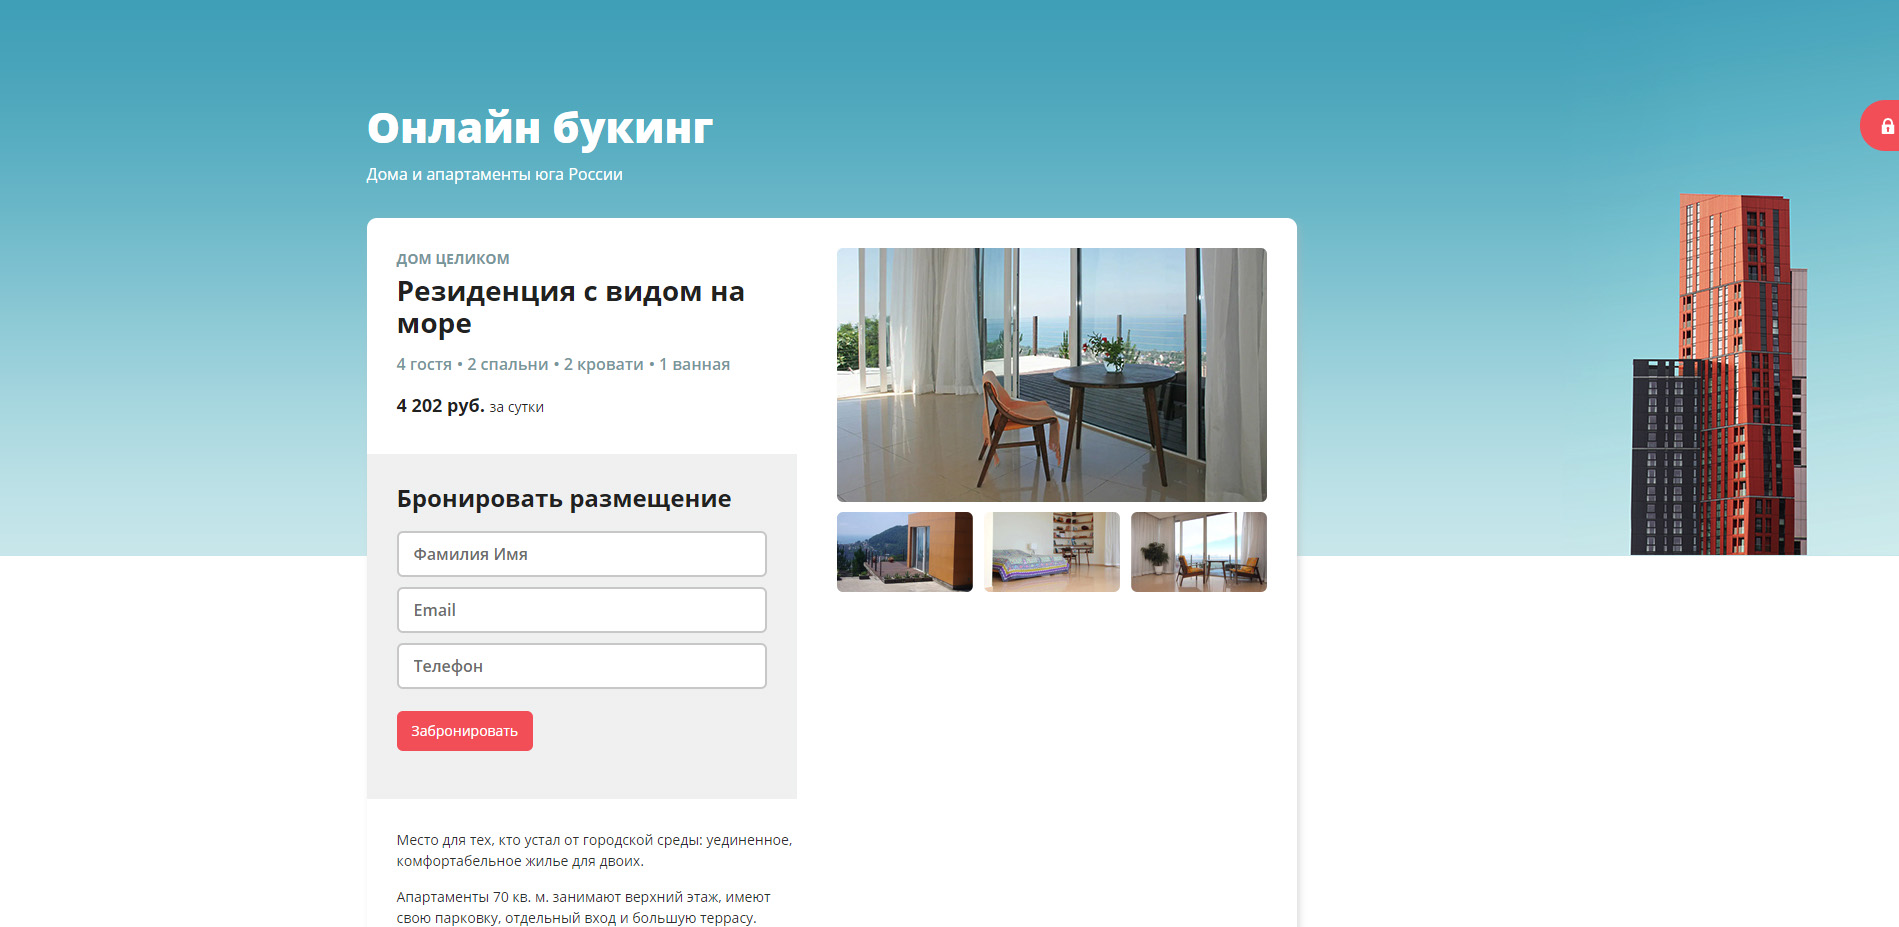 Онлайн букинг
Дома и апартаменты юга России
ДОМ ЦЕЛИКОМ
Резиденция с видом на
море
4 гостя • 2 спальни • 2 кровати • 1 ванная
4 202 руб. за сутки
Бронировать размещение
Фамилия Имя
Email
Телефон
Забронировать
Место для тех, кто устал от городской среды: уединенное,
комфортабельное жилье для двоих.
Апартаменты 70 кв. м. занимают верхний этаж, имеют
свою парковку, отдельный вход и большую террасу.